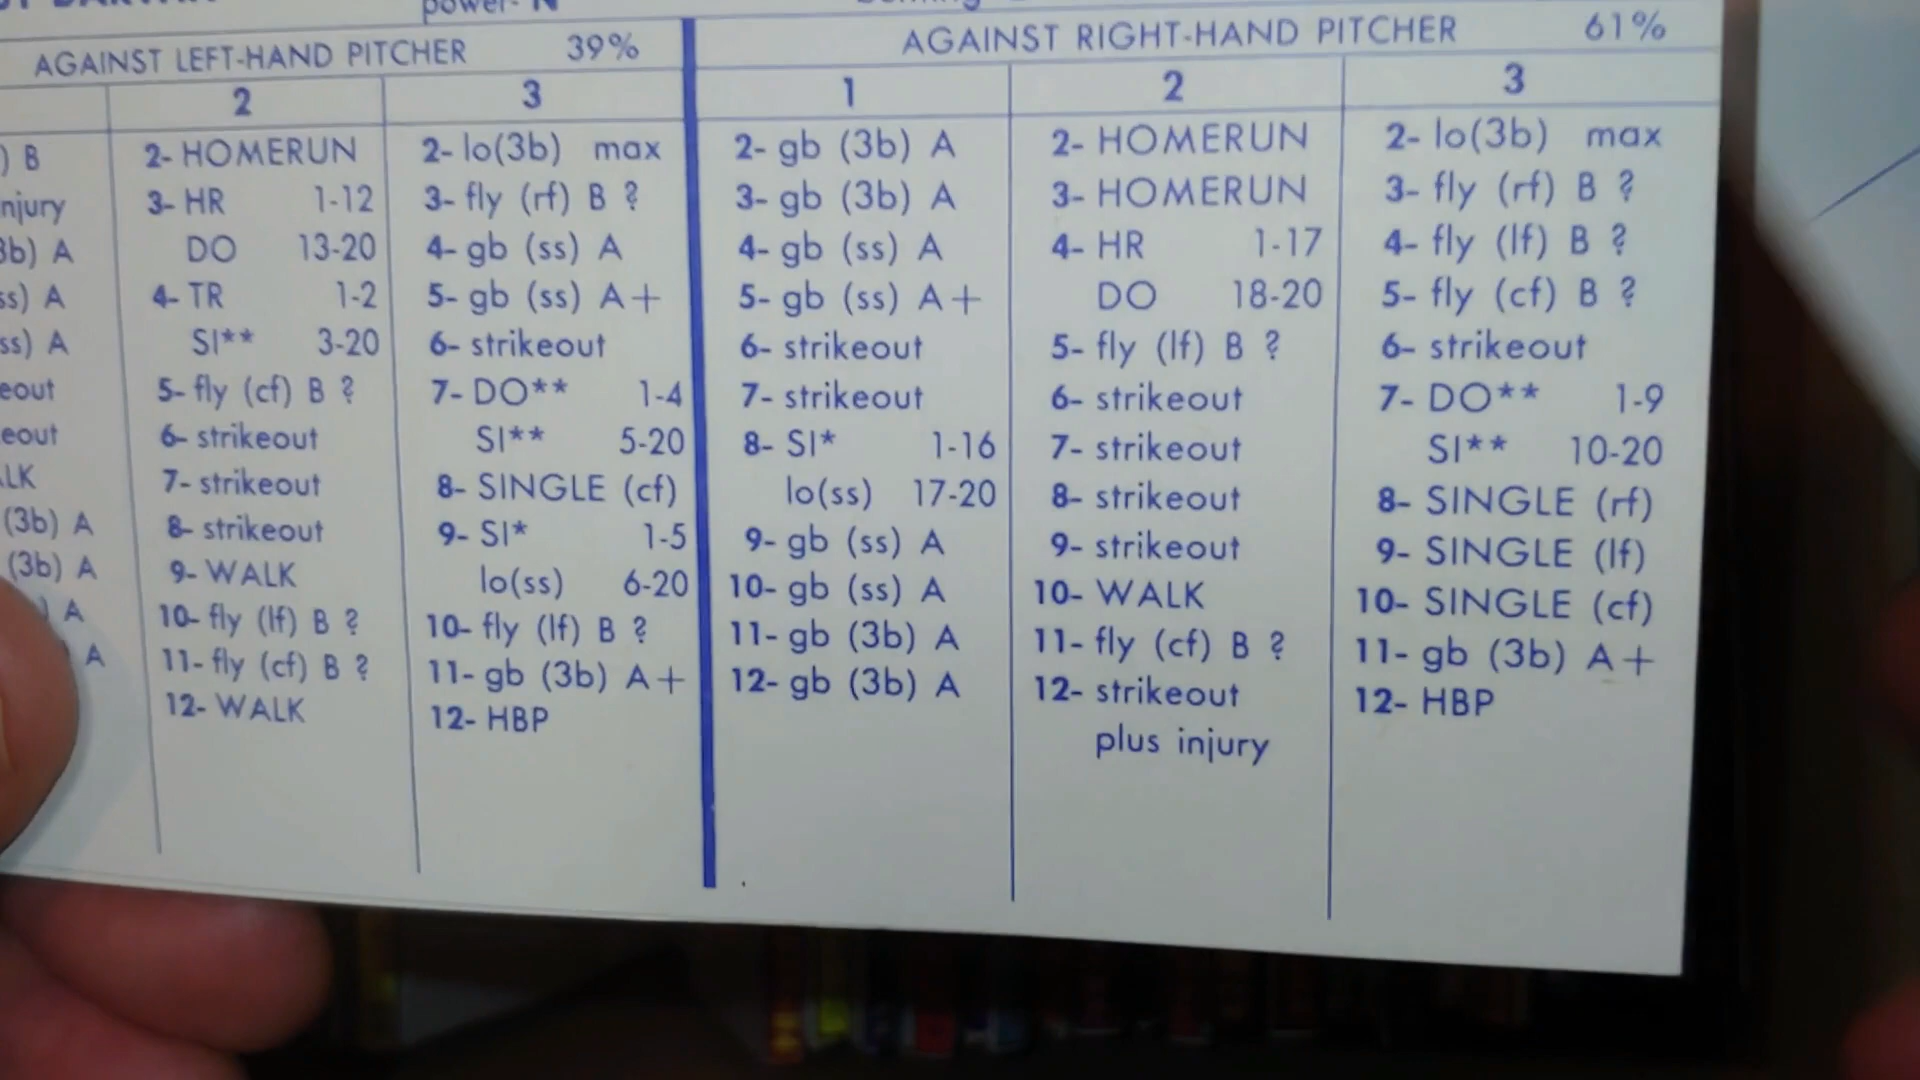 power- N
AGAINST LEFT-HAND PITCHER 39%
2
3
) B
njury
3b) A
ss) A
ss) A
eout
eout
LK
(3b) A
(3b) A
) A
) A
2- HOMERUN
3- HR 1-12
DO 13-20
4- TR 1-2
SI** 3-20
5- fly (cf) B ?
6- strikeout
7- strikeout
8- strikeout
9- WALK
10- fly (lf) B ?
11- fly (cf) B ?
12- WALK
2- lo(3b) max
3- fly (rf) B ?
4- gb (ss) A
5- gb (ss) A+
6- strikeout
7- DO** 1-4
SI** 5-20
8- SINGLE (cf)
9- SI* 1-5
lo(ss) 6-20
10- fly (lf) B ?
11- gb (3b) A+
12- HBP
AGAINST RIGHT-HAND PITCHER 61%
1
2
3
2- gb (3b) A
3- gb (3b) A
4- gb (ss) A
5- gb (ss) A+
6- strikeout
7- strikeout
8- SI* 1-16
lo(ss) 17-20
9- gb (ss) A
10- gb (ss) A
11- gb (3b) A
12- gb (3b) A
2- HOMERUN
3- HOMERUN
4- HR 1-17
DO 18-20
5- fly (lf) B ?
6- strikeout
7- strikeout
8- strikeout
9- strikeout
10- WALK
11- fly (cf) B ?
12- strikeout
plus injury
2- lo(3b) max
3- fly (rf) B ?
4- fly (lf) B ?
5- fly (cf) B ?
6- strikeout
7- DO** 1-9
SI** 10-20
8- SINGLE (rf)
9- SINGLE (lf)
10- SINGLE (cf)
11- gb (3b) A+
12- HBP